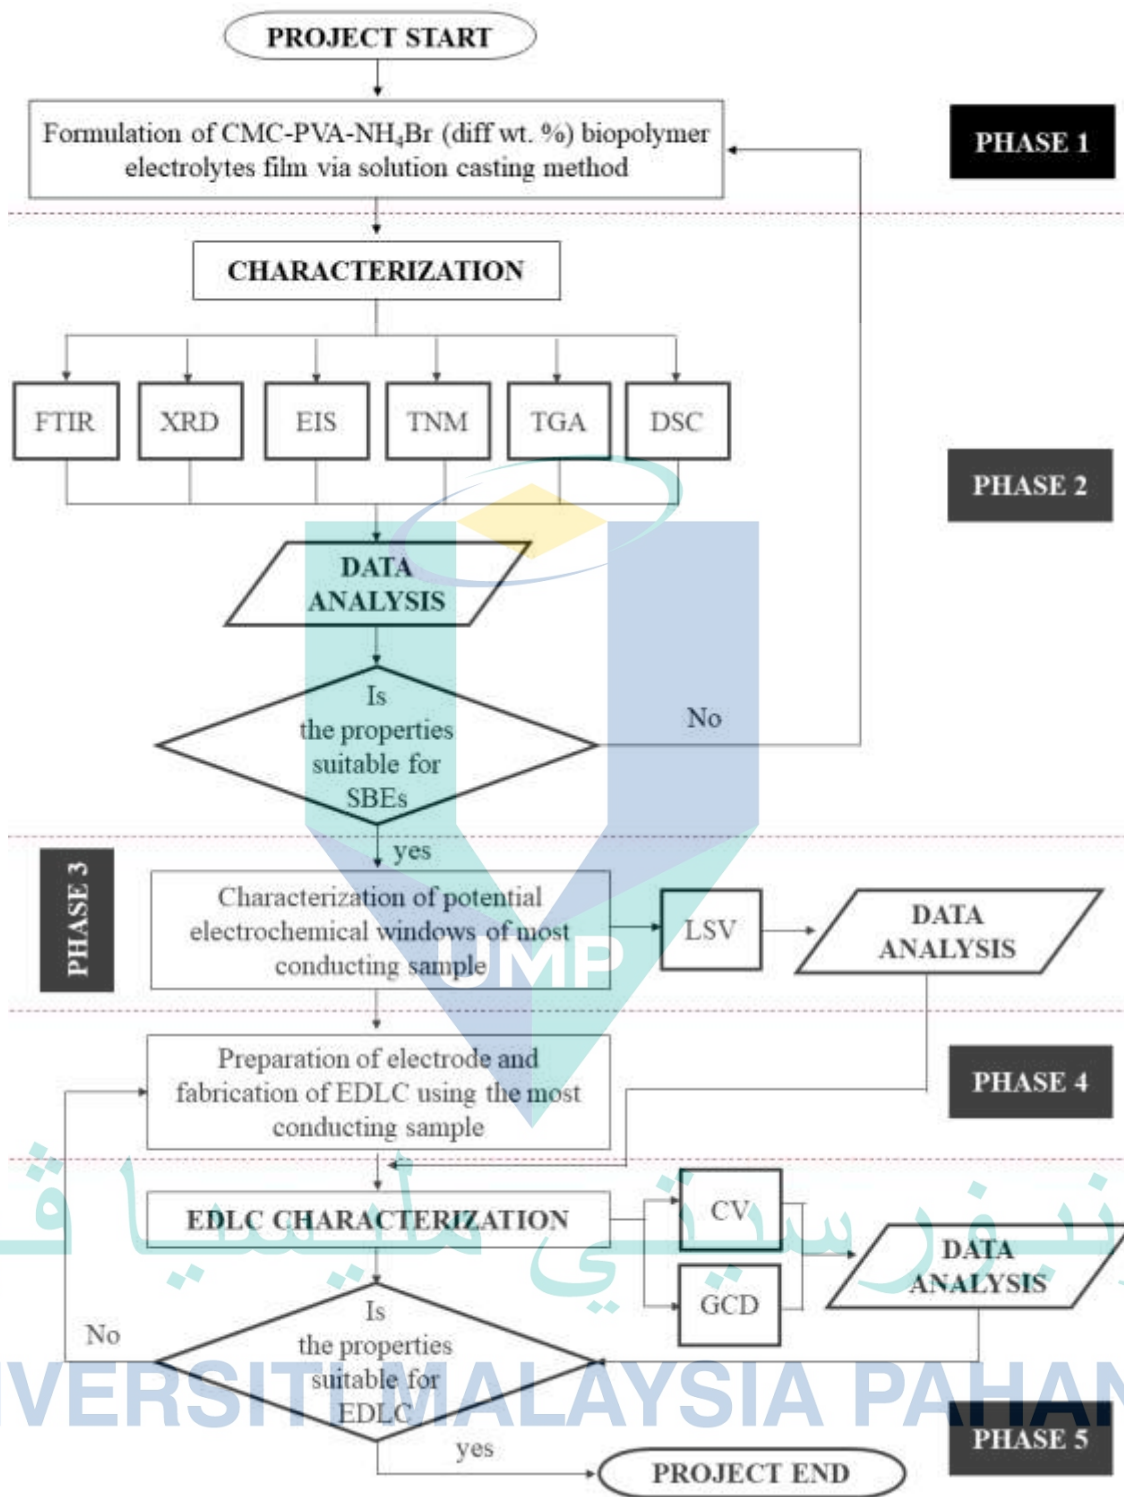 PROJECT START
Formulation of CMC-PVA-NH₄Br (diff wt. %) biopolymer
electrolytes film via solution casting method
PHASE 1
CHARACTERIZATION
FTIR
XRD
EIS
TNM
TGA
DSC
PHASE 2
DATA
ANALYSIS
Is
the properties
suitable for
SBEs
No
yes
PHASE 3
Characterization of potential
electrochemical windows of most
conducting sample
LSV
DATA
ANALYSIS
UMP
Preparation of electrode and
fabrication of EDLC using the most
conducting sample
PHASE 4
EDLC CHARACTERIZATION
CV
GCD
DATA
ANALYSIS
No
Is
the properties
suitable for
EDLC
IVERSITI MALAYSIA PAHAN
yes
PHASE 5
PROJECT END